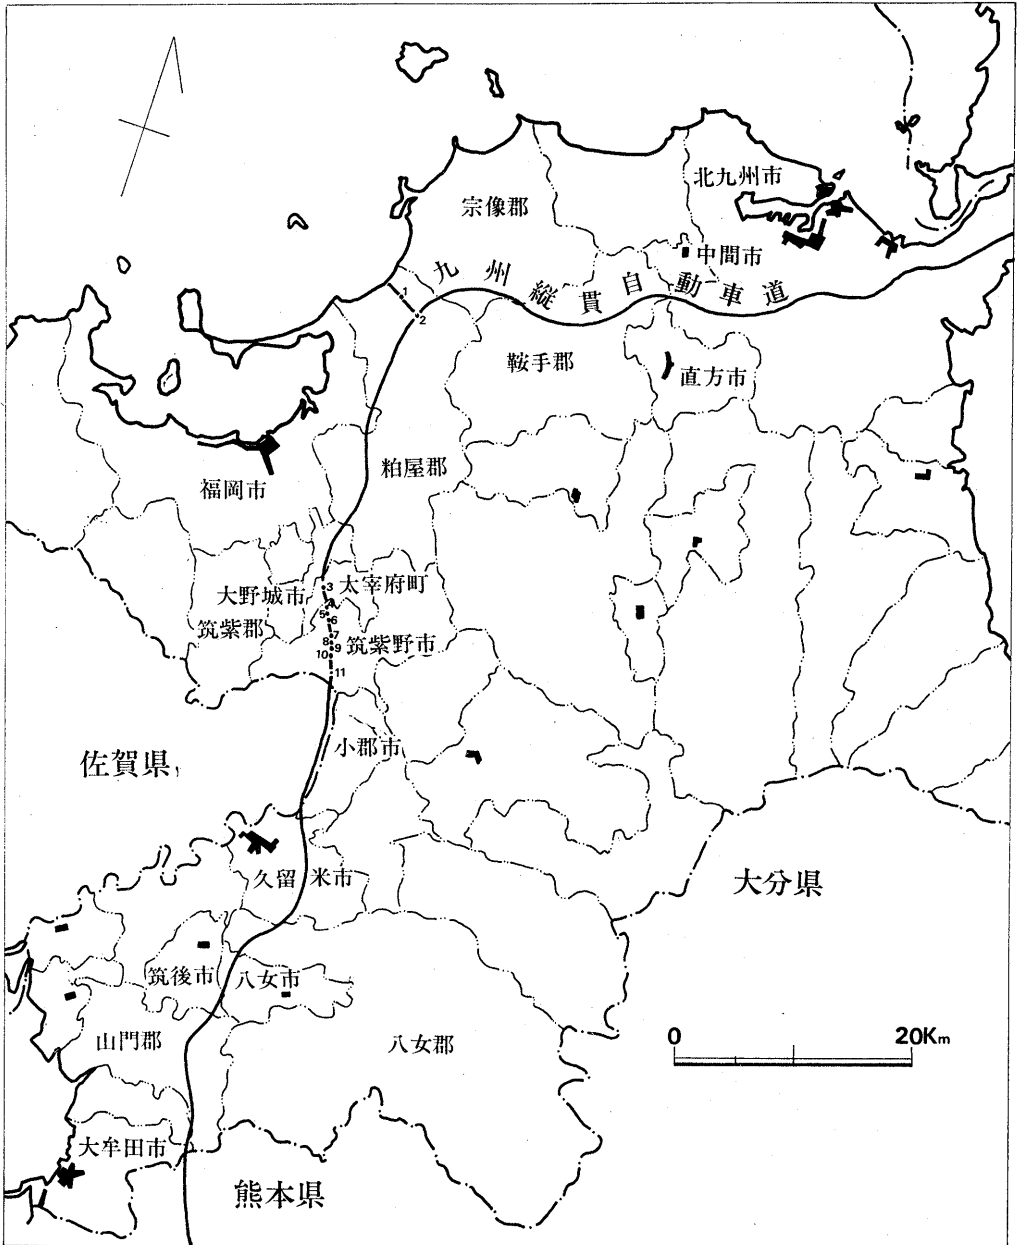 北九州市
宗像郡
中間市
九州縦貫自動車道
1
2
鞍手郡
直方市
粕屋郡
福岡市
3
太宰府町
大野城市
4
5
6
筑紫郡
7
8
筑紫野市
9
10
11
小郡市
佐賀県
久留米市
大分県
筑後市
八女市
山門郡
八女郡
0 20Km
大牟田市
熊本県